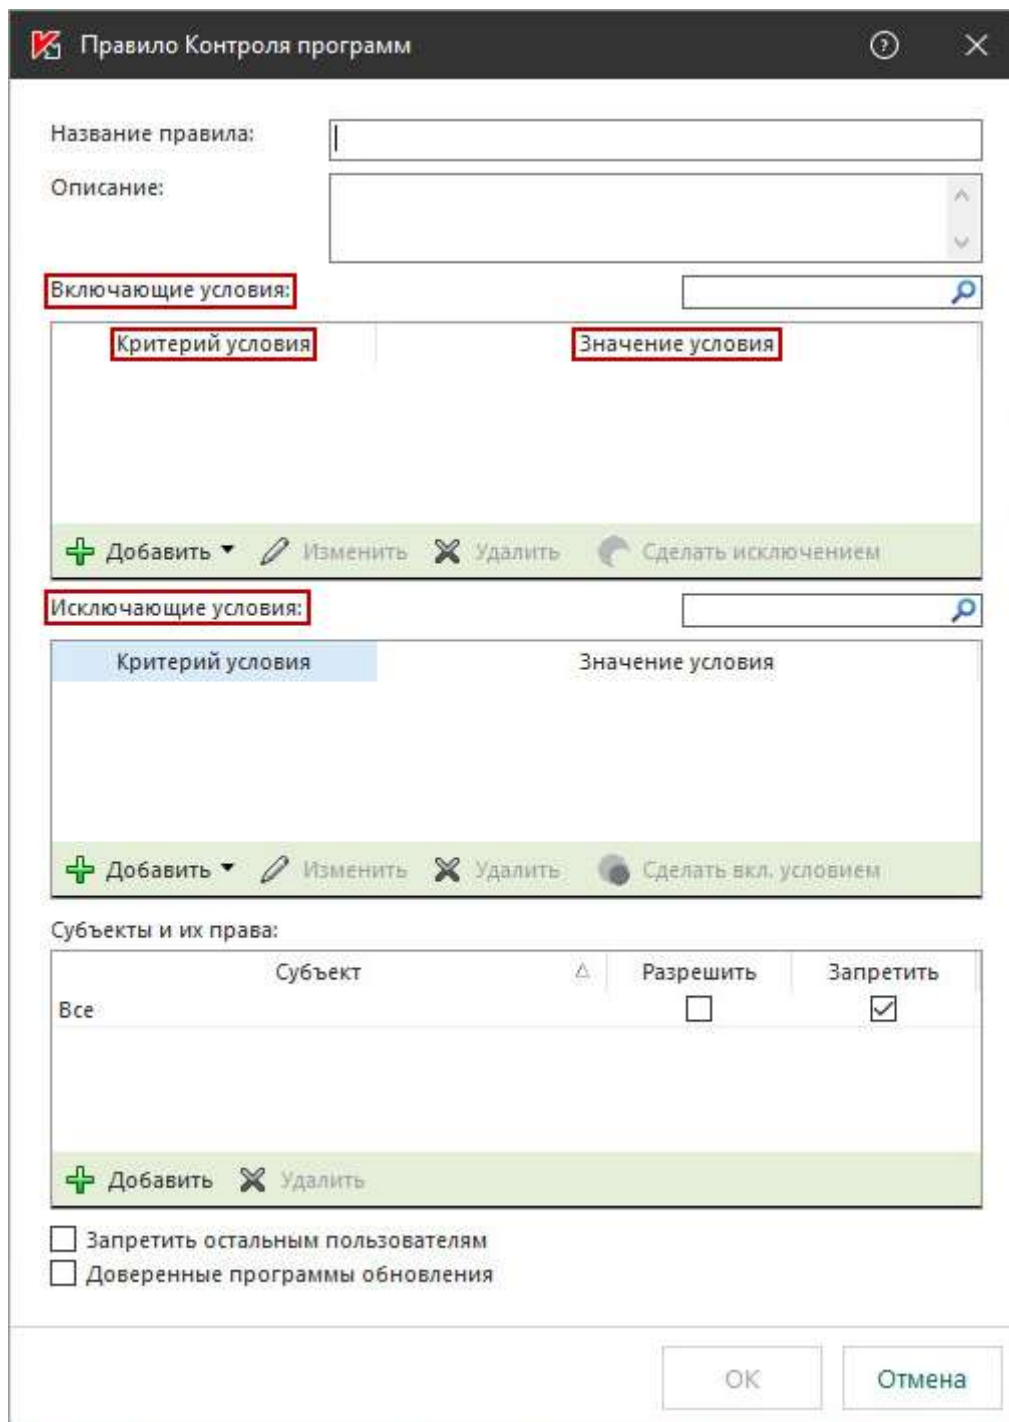 Правило Контроля программ
Название правила:
Описание:
Включающие условия:
Критерий условия Значение условия
Добавить Изменить Удалить Сделать исключением
Исключающие условия:
Критерий условия Значение условия
Добавить Изменить Удалить Сделать вкл. условием
Субъекты и их права:
Субъект Разрешить Запретить
Все
Добавить Удалить
Запретить остальным пользователям
Доверенные программы обновления
ОК Отмена